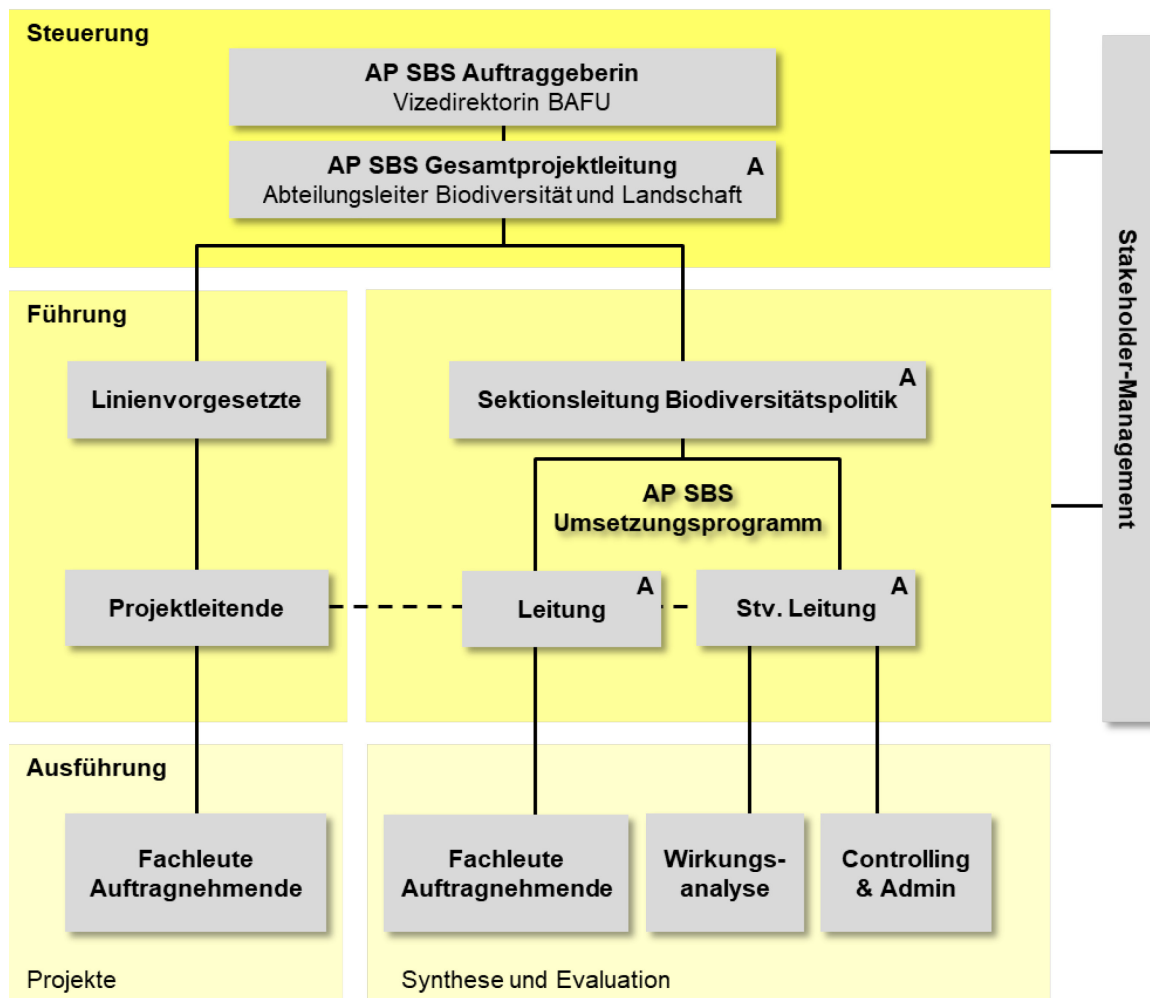 Steuerung
AP SBS Auftraggeberin
Vizedirektorin BAFU
AP SBS Gesamtprojektleitung A
Abteilungsleiter Biodiversität und Landschaft
Führung
Linienvorgesetzte
Sektionsleitung Biodiversitätspolitik A
AP SBS
Umsetzungsprogramm
Projektleitende
Leitung A
Stv. Leitung A
Stakeholder-Management
Ausführung
Fachleute
Auftragnehmende
Fachleute
Auftragnehmende
Wirkungs-
analyse
Controlling
& Admin
Projekte
Synthese und Evaluation